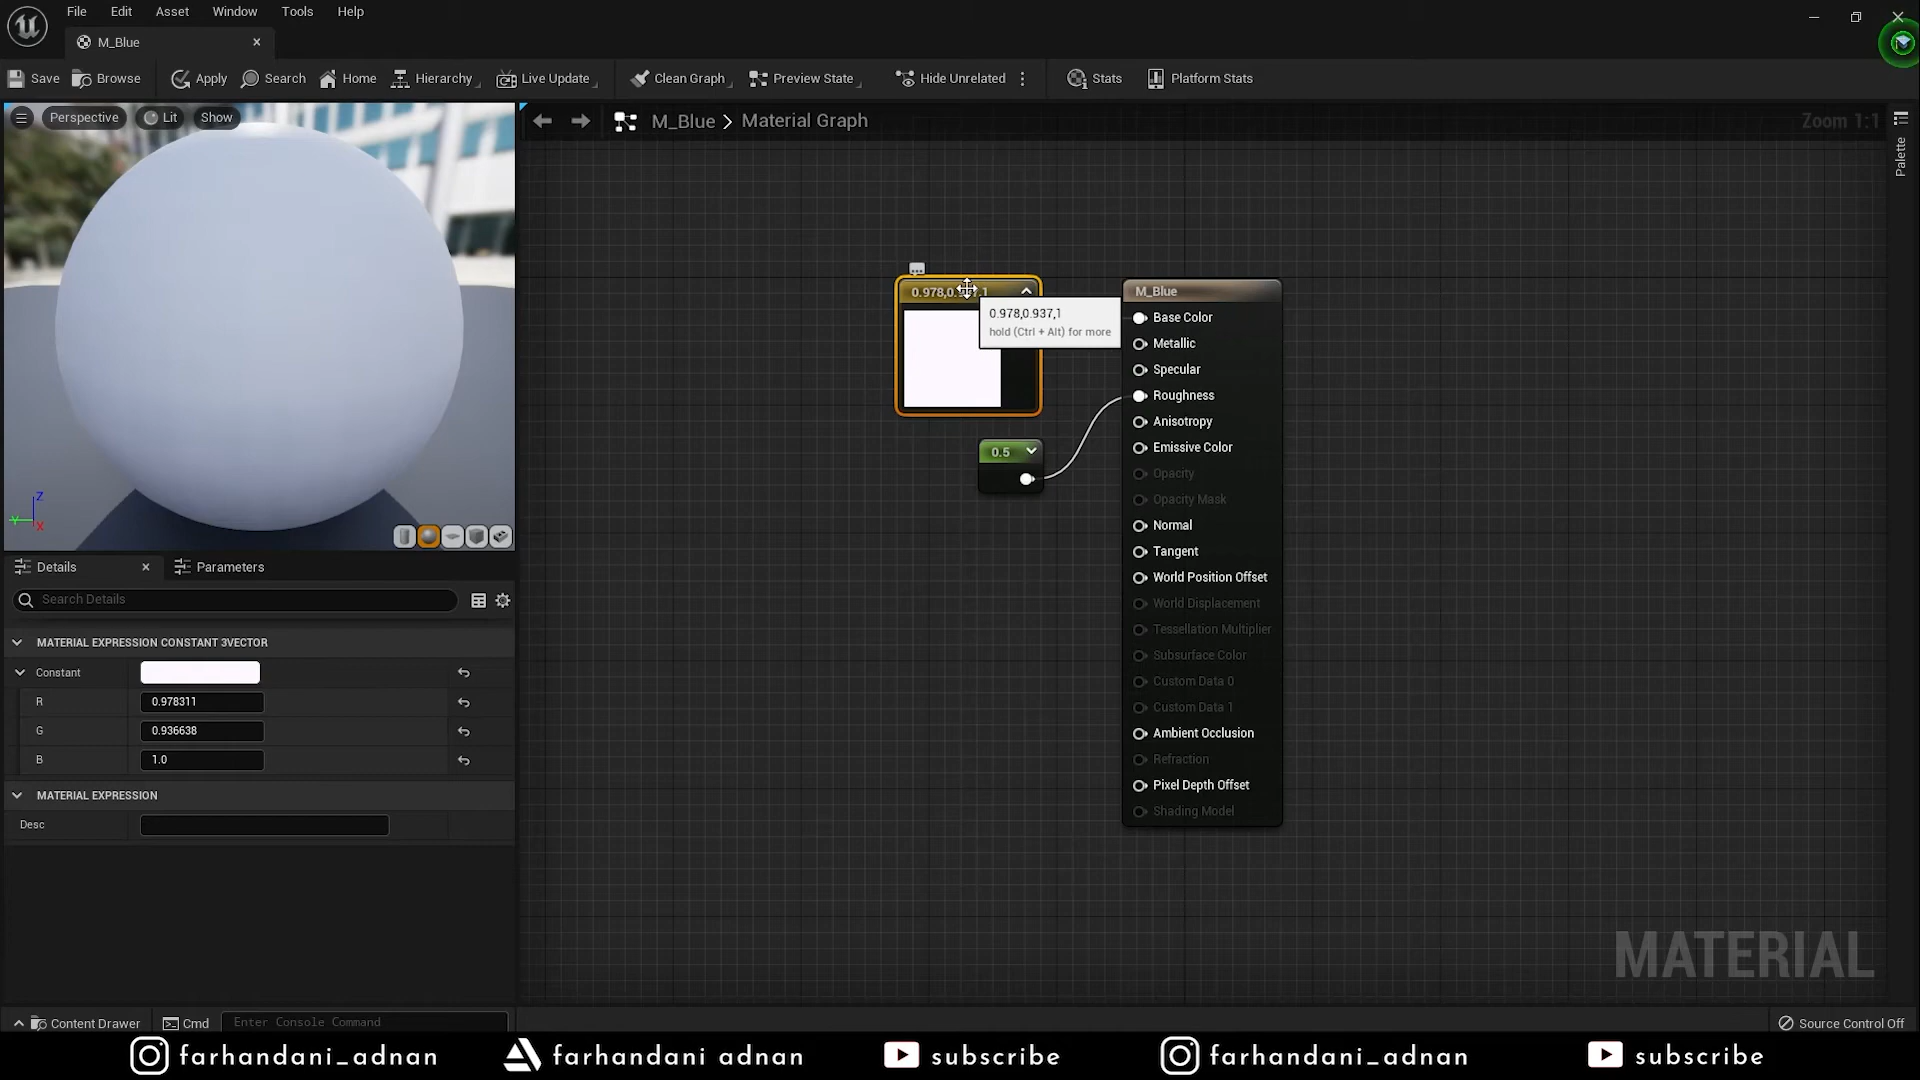 File Edit Asset Window Tools Help
M_Blue
Save Browse Apply Search Home Hierarchy Live Update Clean Graph Preview State Hide Unrelated Stats Platform Stats
Perspective Lit Show
M_Blue > Material Graph
Zoom 1:1
Palette
0.978,0.937,1
0.978,0.937,1
hold (Ctrl + Alt) for more
0.5
M_Blue
Base Color
Metallic
Specular
Roughness
Anisotropy
Emissive Color
Opacity
Opacity Mask
Normal
Tangent
World Position Offset
World Displacement
Tessellation Multiplier
Subsurface Color
Custom Data 0
Custom Data 1
Ambient Occlusion
Refraction
Pixel Depth Offset
Shading Model
Z
Y
X
Details Parameters
Search Details
MATERIAL EXPRESSION CONSTANT 3VECTOR
Constant
R 0.978311
G 0.936638
B 1.0
MATERIAL EXPRESSION
Desc
MATERIAL
Content Drawer Cmd Enter Console Command Source Control Off
farhandani_adnan farhandani adnan subscribe farhandani_adnan subscribe